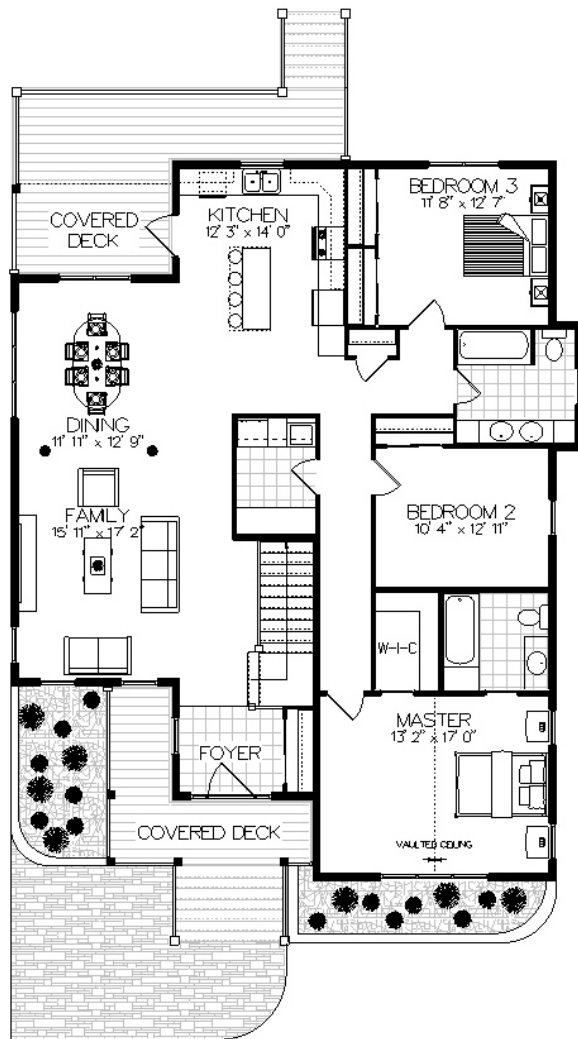 BEDROOM 3
11' 8" x 12' 7"
KITCHEN
12' 3" x 14' 0"
COVERED
DECK
DINING
11' 11" x 12' 9"
FAMILY
15' 11" x 17' 2"
BEDROOM 2
10' 4" x 12' 11"
W-I-C
MASTER
13' 2" x 17' 0"
FOYER
COVERED DECK
VAULTED CEILING